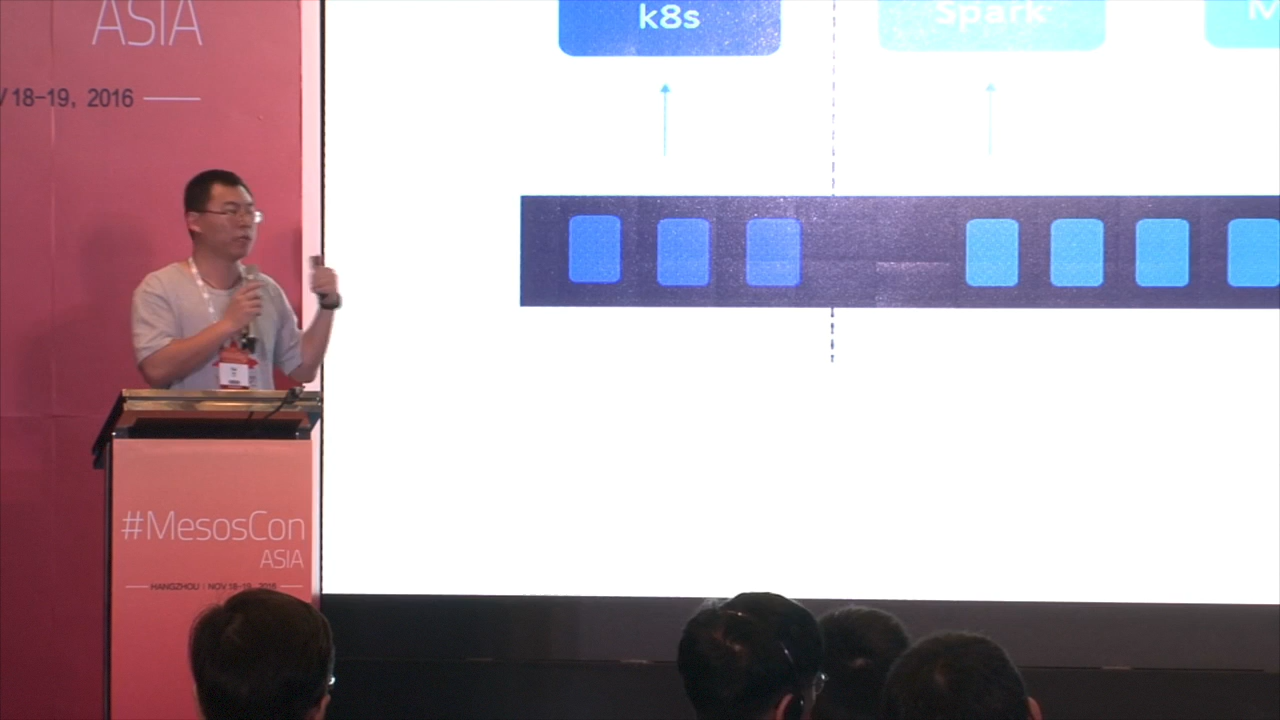 ASIA
18-19, 2016
k8s
Spark
M
#MesosCon
ASIA
HANGZHOU | NOV 18-19, 2016